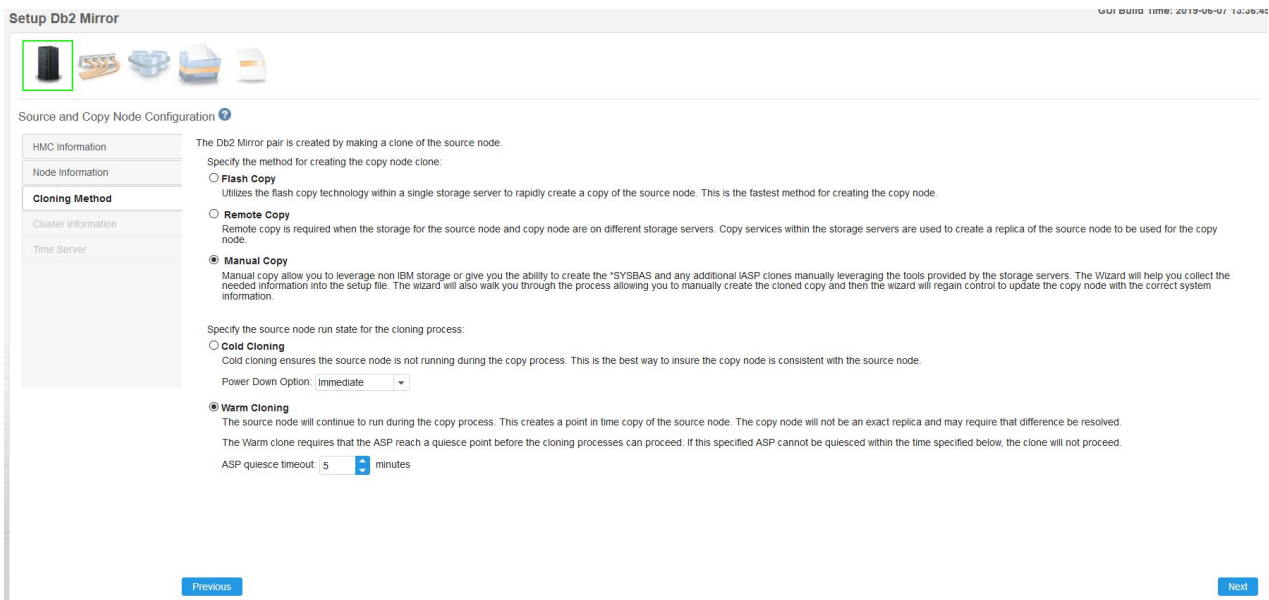 GUI Build Time: 2019-06-07 13:36:45
Setup Db2 Mirror
Source and Copy Node Configuration
HMC Information
Node Information
Cloning Method
Cluster Information
Time Server
The Db2 Mirror pair is created by making a clone of the source node.
Specify the method for creating the copy node clone:
Flash Copy
Utilizes the flash copy technology within a single storage server to rapidly create a copy of the source node. This is the fastest method for creating the copy node.
Remote Copy
Remote copy is required when the storage for the source node and copy node are on different storage servers. Copy services within the storage servers are used to create a replica of the source node to be used for the copy
node.
Manual Copy
Manual copy allow you to leverage non IBM storage or give you the ability to create the *SYSBAS and any additional IASP clones manually leveraging the tools provided by the storage servers. The Wizard will help you collect the
needed information into the setup file. The wizard will also walk you through the process allowing you to manually create the cloned copy and then the wizard will regain control to update the copy node with the correct system
information.
Specify the source node run state for the cloning process:
Cold Cloning
Cold cloning ensures the source node is not running during the copy process. This is the best way to insure the copy node is consistent with the source node.
Power Down Option: Immediate
Warm Cloning
The source node will continue to run during the copy process. This creates a point in time copy of the source node. The copy node will not be an exact replica and may require that difference be resolved.
The Warm clone requires that the ASP reach a quiesce point before the cloning processes can proceed. If this specified ASP cannot be quiesced within the time specified below, the clone will not proceed.
ASP quiesce timeout: 5 minutes
Previous
Next